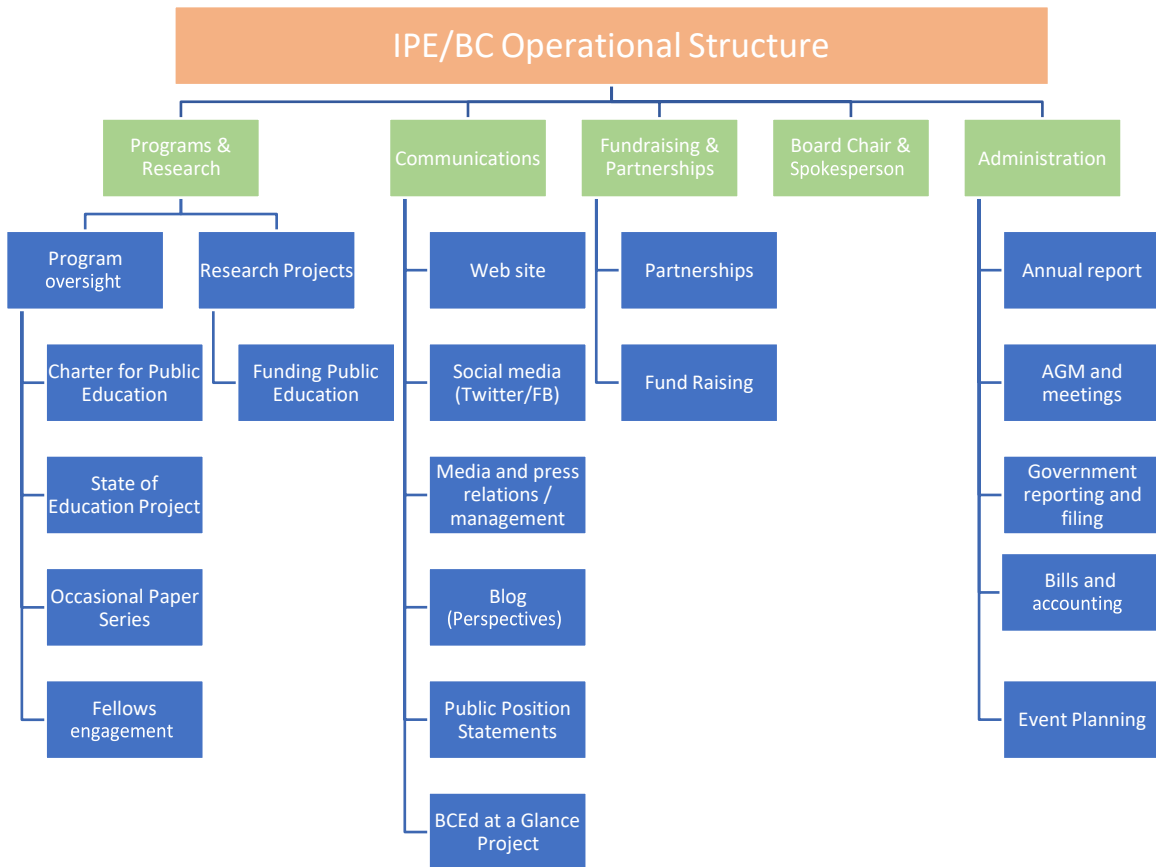 IPE/BC Operational Structure
Programs &
Research
Communications
Fundraising &
Partnerships
Board Chair &
Spokesperson
Administration
Program
oversight
Research Projects
Web site
Partnerships
Annual report
Charter for Public
Education
Funding Public
Education
Social media
(Twitter/FB)
Fund Raising
AGM and
meetings
State of
Education Project
Media and press
relations /
management
Government
reporting and
filing
Occasional Paper
Series
Blog
(Perspectives)
Bills and
accounting
Fellows
engagement
Public Position
Statements
Event Planning
BCEd at a Glance
Project